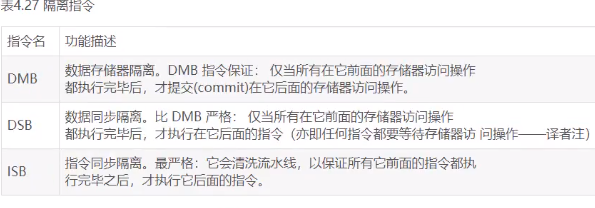 表4.27 隔离指令
指令名 功能描述
DMB 数据存储器隔离。DMB 指令保证： 仅当所有在它前面的存储器访问操作
都执行完毕后，才提交(commit)在它后面的存储器访问操作。
DSB 数据同步隔离。比 DMB 严格： 仅当所有在它前面的存储器访问操作
都执行完毕后，才执行在它后面的指令（亦即任何指令都要等待存储器访 问操作——译者注）
ISB 指令同步隔离。最严格：它会清洗流水线，以保证所有它前面的指令都执
行完毕之后，才执行它后面的指令。